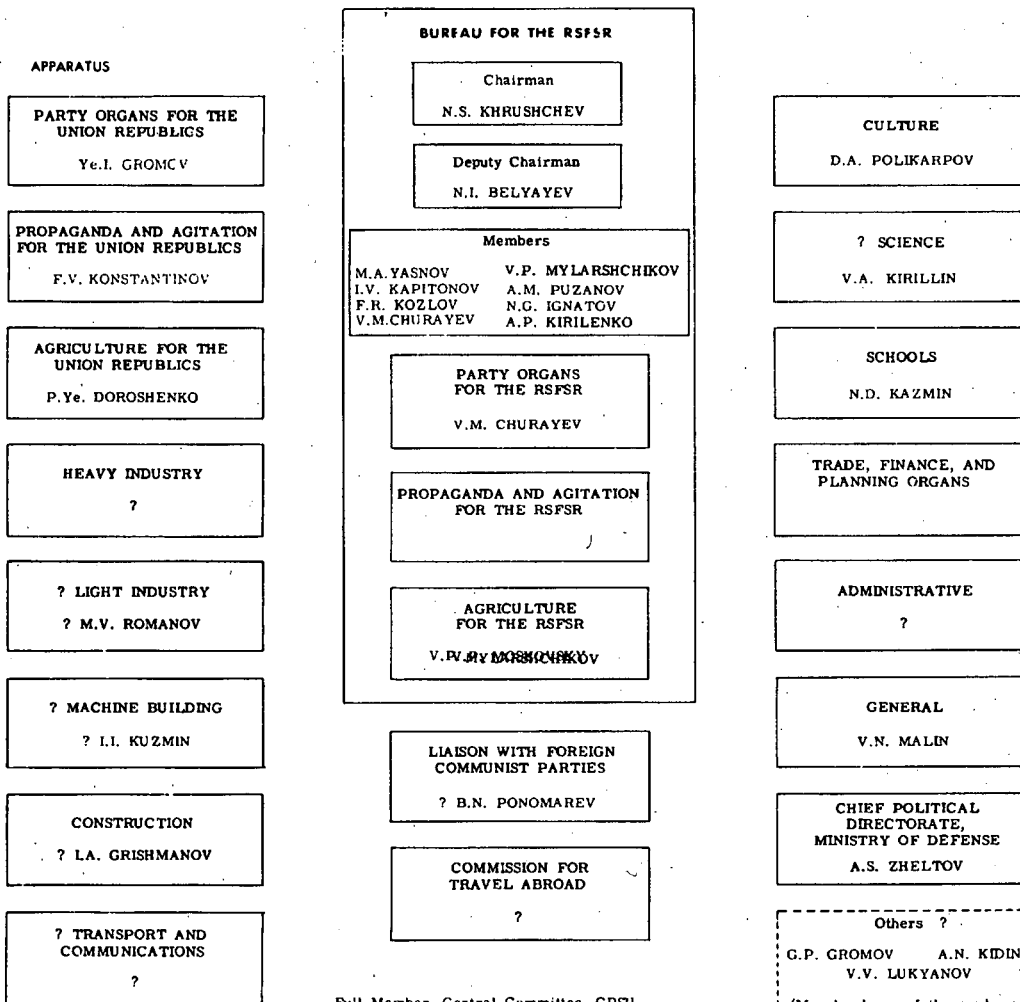 APPARATUS
PARTY ORGANS FOR THE
UNION REPUBLICS
Ye.I. GROMOV
PROPAGANDA AND AGITATION
FOR THE UNION REPUBLICS
F.V. KONSTANTINOV
AGRICULTURE FOR THE
UNION REPUBLICS
P.Ye. DOROSHENKO
HEAVY INDUSTRY
?
? LIGHT INDUSTRY
? M.V. ROMANOV
? MACHINE BUILDING
? I.I. KUZMIN
CONSTRUCTION
? I.A. GRISHMANOV
? TRANSPORT AND
COMMUNICATIONS
?
BUREAU FOR THE RSFSR
Chairman
N.S. KHRUSHCHEV
Deputy Chairman
N.I. BELYAYEV
Members
M.A. YASNOV V.P. MYLARSHCHIKOV
I.V. KAPITONOV A.M. PUZANOV
F.R. KOZLOV N.G. IGNATOV
V.M. CHURAYEV A.P. KIRILENKO
PARTY ORGANS
FOR THE RSFSR
V.M. CHURAYEV
PROPAGANDA AND AGITATION
FOR THE RSFSR
AGRICULTURE
FOR THE RSFSR
LIAISON WITH FOREIGN
COMMUNIST PARTIES
? B.N. PONOMAREV
COMMISSION FOR
TRAVEL ABROAD
?
CULTURE
D.A. POLIKARPOV
? SCIENCE
V.A. KIRILLIN
SCHOOLS
N.D. KAZMIN
TRADE, FINANCE, AND
PLANNING ORGANS
ADMINISTRATIVE
?
GENERAL
V.N. MALIN
CHIEF POLITICAL
DIRECTORATE,
MINISTRY OF DEFENSE
A.S. ZHELTOV
Others ?
G.P. GROMOV A.N. KIDIN
V.V. LUKYANOV